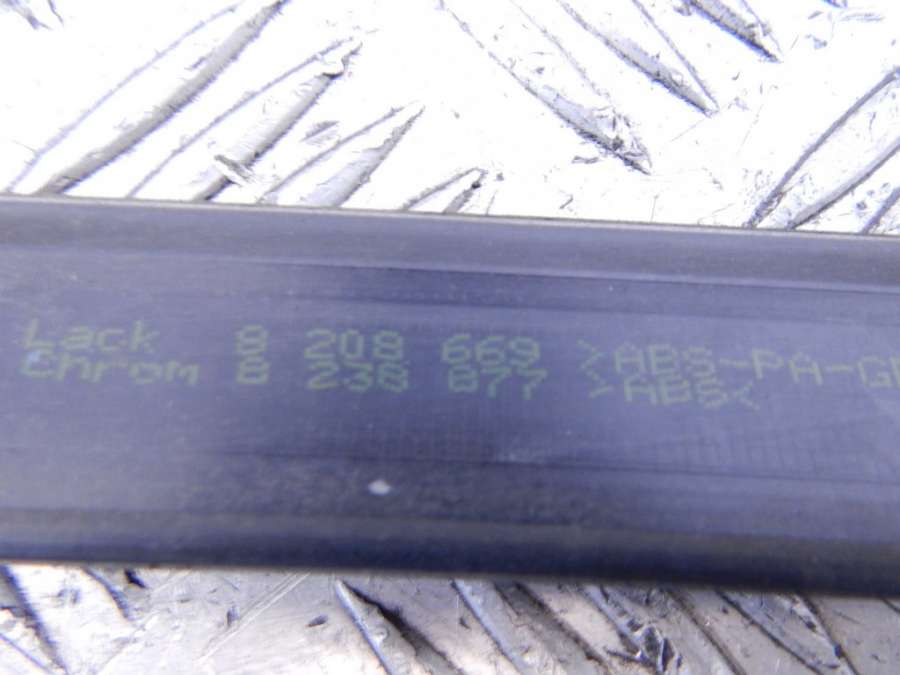 Lack 8 208 669 >ABS-PA-G
Chrom 8 238 877 >ABS<